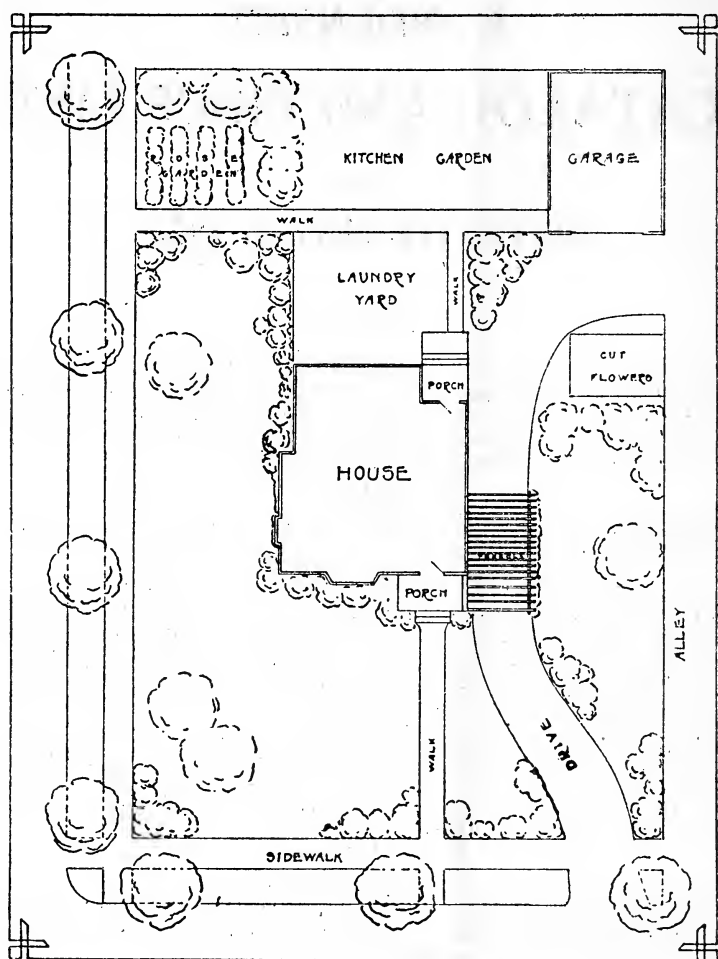 ROSE
GARDEN
KITCHEN GARDEN
GARAGE
WALK
LAUNDRY
YARD
WALK
CUT
FLOWERS
PORCH
HOUSE
PORCH
ALLEY
DRIVE
WALK
SIDEWALK